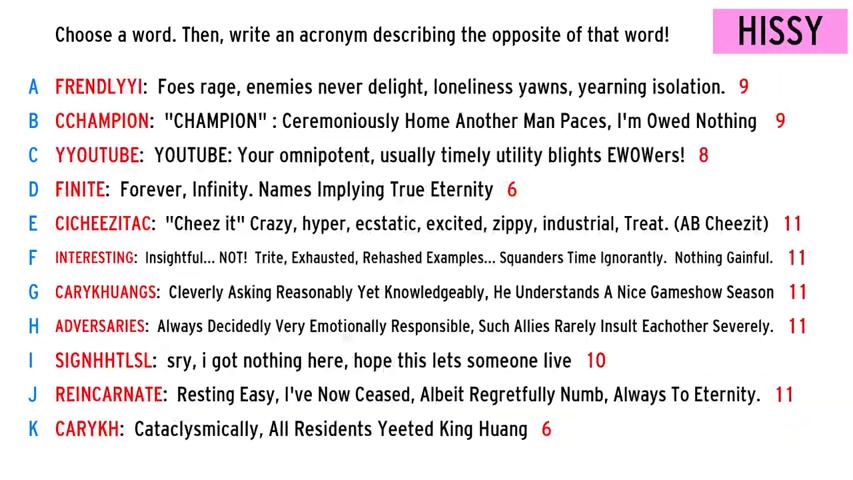 Choose a word. Then, write an acronym describing the opposite of that word!
HISSY
A FRENDLYYI: Foes rage, enemies never delight, loneliness yawns, yearning isolation. 9
B CCHAMPION: "CHAMPION" : Ceremoniously Home Another Man Paces, I'm Owed Nothing 9
C YYOUTUBE: YOUTUBE: Your omnipotent, usually timely utility blights EWOWers! 8
D FINITE: Forever, Infinity. Names Implying True Eternity 6
E CICHEEZITAC: "Cheez it" Crazy, hyper, ecstatic, excited, zippy, industrial, Treat. (AB Cheezit) 11
F INTERESTING: Insightful... NOT! Trite, Exhausted, Rehashed Examples... Squanders Time Ignorantly. Nothing Gainful. 11
G CARYKHUANGS: Cleverly Asking Reasonably Yet Knowledgeably, He Understands A Nice Gameshow Season 11
H ADVERSARIES: Always Decidedly Very Emotionally Responsible, Such Allies Rarely Insult Eachother Severely. 11
I SIGNHHTLSL: sry, i got nothing here, hope this lets someone live 10
J REINCARNATE: Resting Easy, I've Now Ceased, Albeit Regretfully Numb, Always To Eternity. 11
K CARYKH: Cataclysmically, All Residents Yeeted King Huang 6